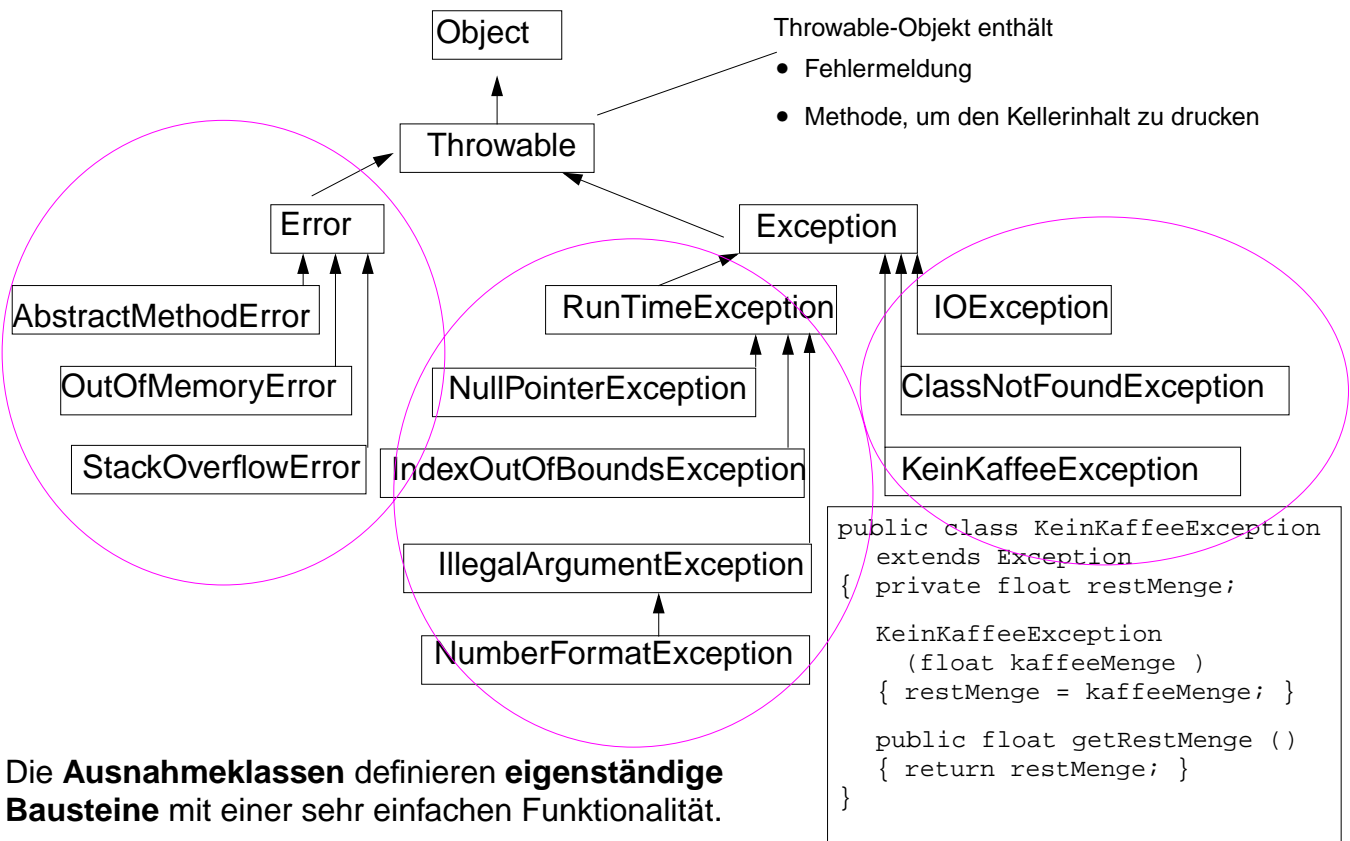 Object
Throwable-Objekt enthält
• Fehlermeldung
• Methode, um den Kellerinhalt zu drucken
Throwable
Error
Exception
AbstractMethodError
RunTimeException
IOException
OutOfMemoryError
NullPointerException
ClassNotFoundException
StackOverflowError
IndexOutOfBoundsException
KeinKaffeeException
IllegalArgumentException
NumberFormatException
public class KeinKaffeeException
extends Exception
{ private float restMenge;
KeinKaffeeException
(float kaffeeMenge )
{ restMenge = kaffeeMenge; }
public float getRestMenge ()
{ return restMenge; }
}
Die Ausnahmeklassen definieren eigenständige
Bausteine mit einer sehr einfachen Funktionalität.